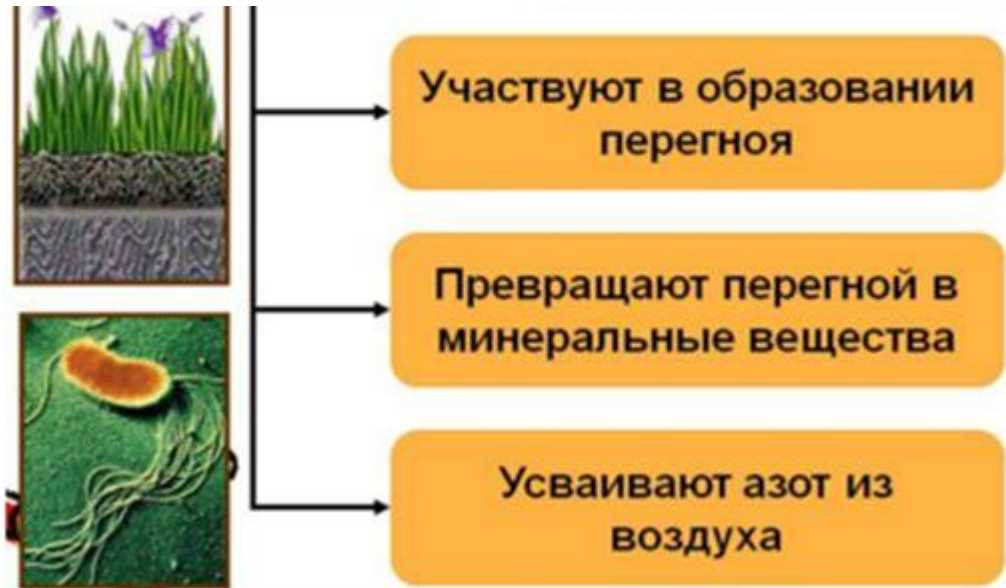 Участвуют в образовании
перегноя
Превращают перегной в
минеральные вещества
Усваивают азот из
воздуха